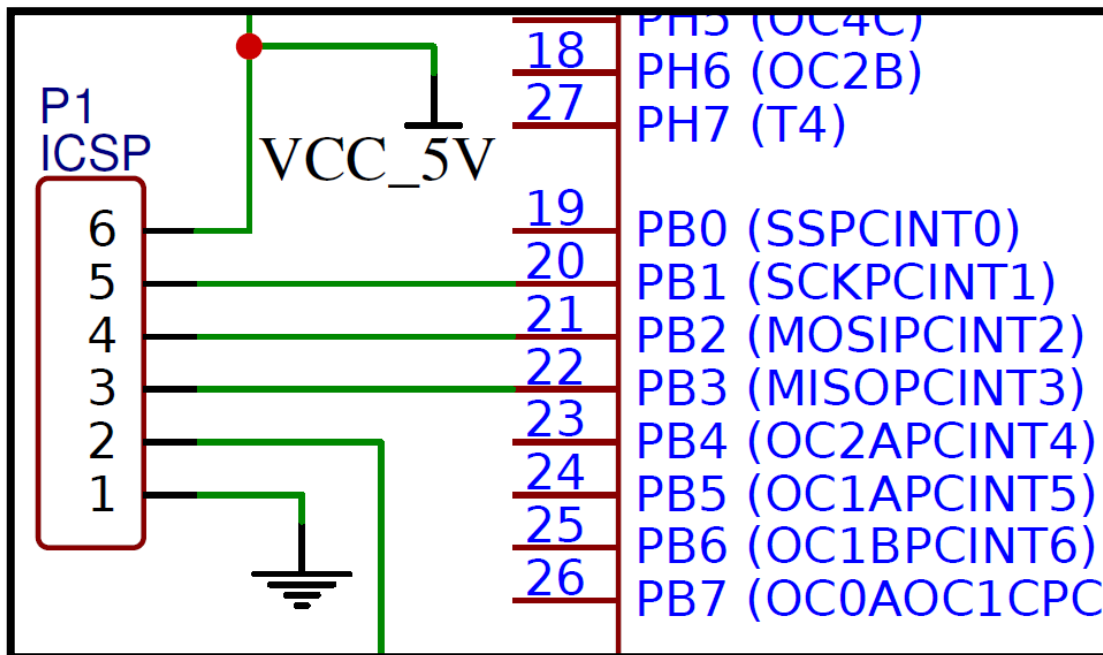 PH5 (OC4C)
18 PH6 (OC2B)
27 PH7 (T4)
P1
ICSP
VCC_5V
6
5
4
3
2
1
19 PB0 (SSPCINT0)
20 PB1 (SCKPCINT1)
21 PB2 (MOSIPCINT2)
22 PB3 (MISOPCINT3)
23 PB4 (OC2APCINT4)
24 PB5 (OC1APCINT5)
25 PB6 (OC1BPCINT6)
26 PB7 (OC0AOC1CPC